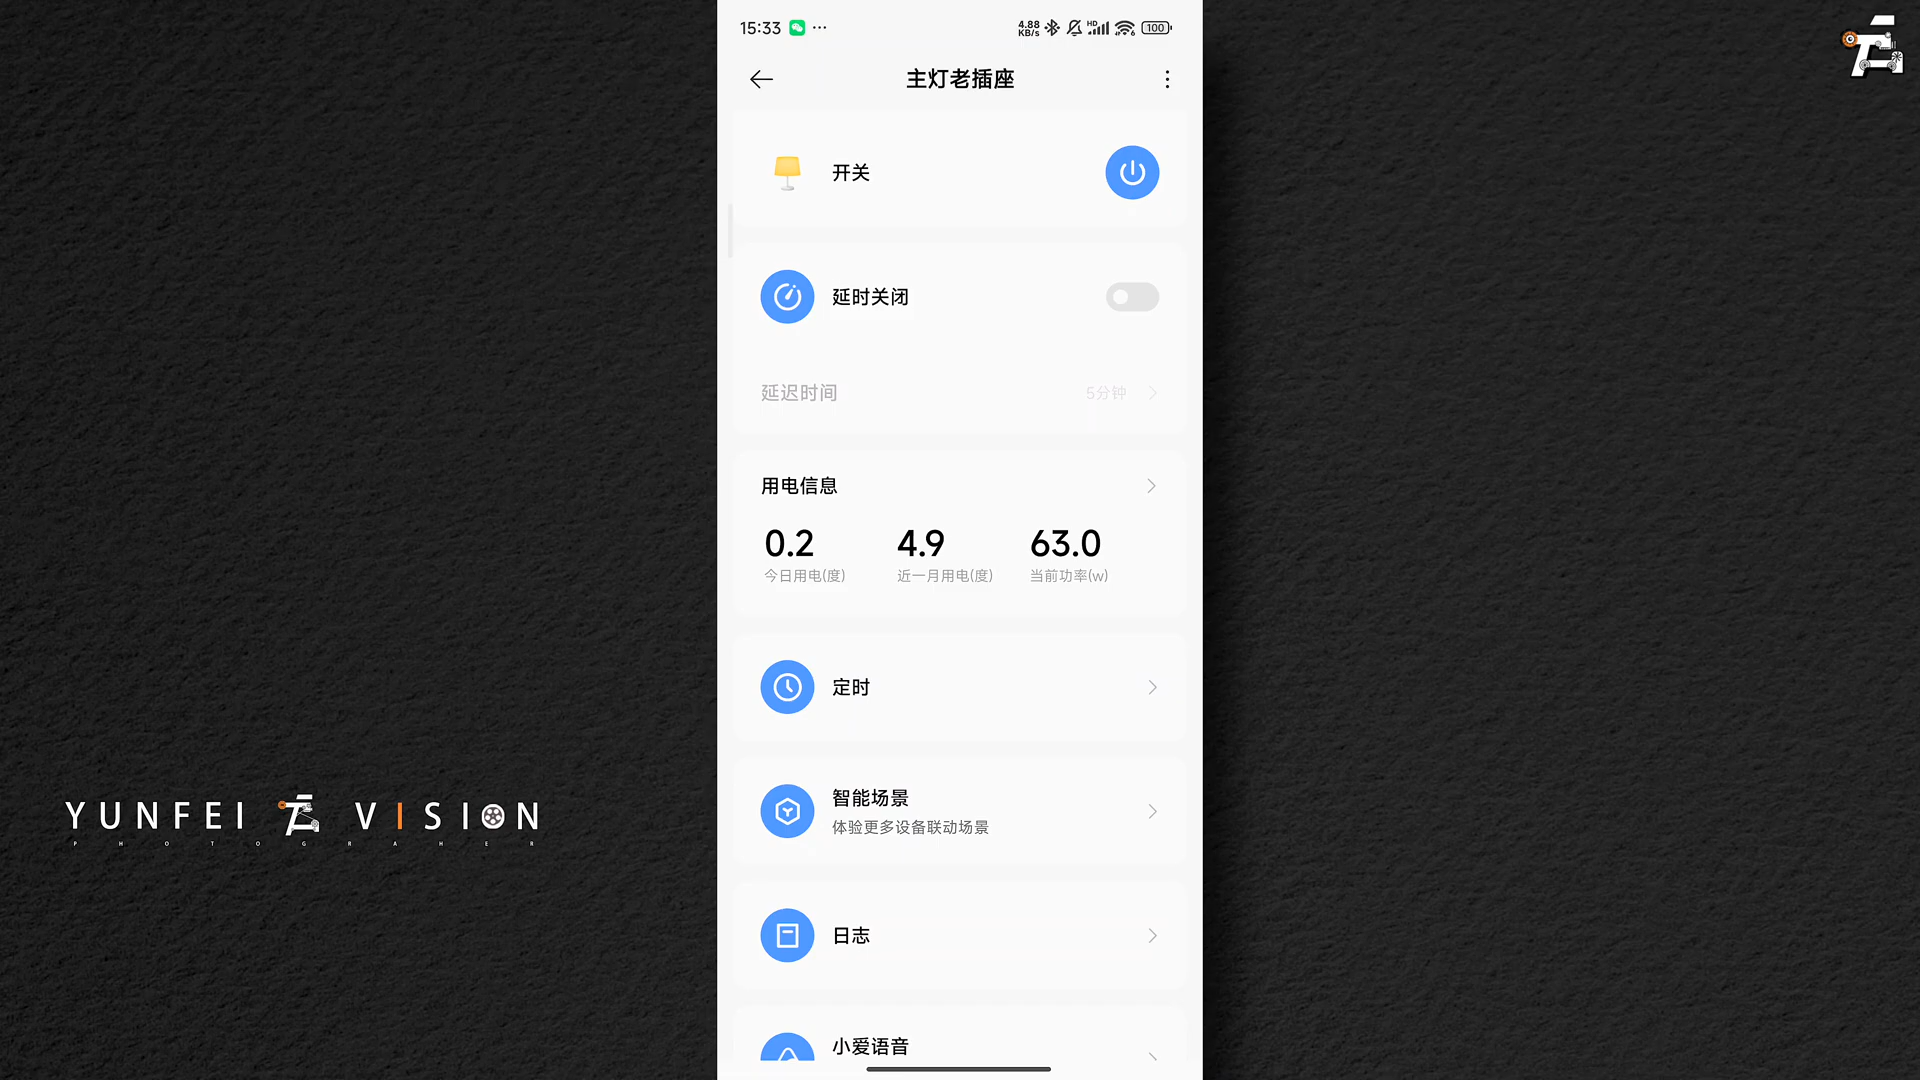 15:33
4.88
KB/s
HD
6
100
主灯老插座
开关
延时关闭
延迟时间
5分钟
用电信息
0.2
4.9
63.0
今日用电(度)
近一月用电(度)
当前功率(w)
定时
智能场景
体验更多设备联动场景
日志
小爱语音
YUNFEI VISION
PHOTOGRAHER